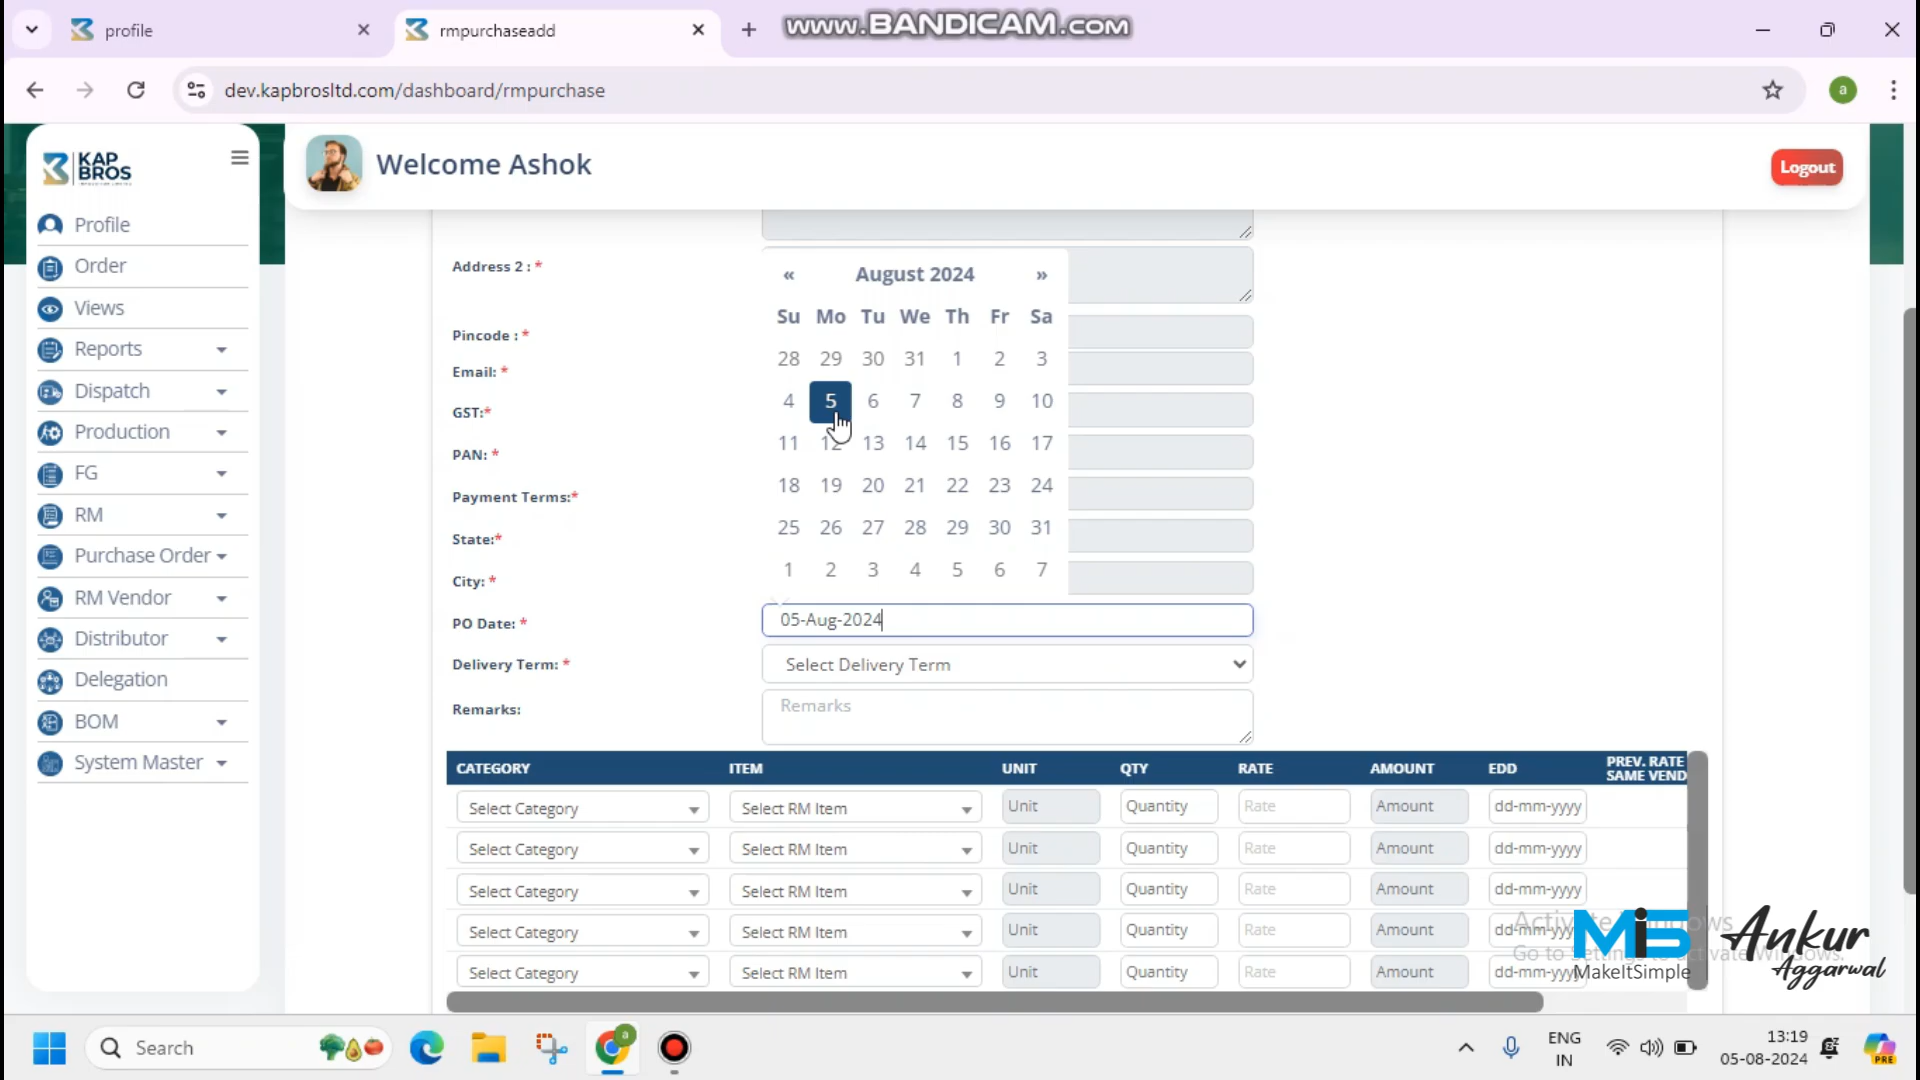 profile
rmpurchaseadd
www.BANDICAM.com
dev.kapbrosltd.com/dashboard/rmpurchase
a
KAP BROS
Welcome Ashok
Logout
Profile
Order
Views
Reports
Dispatch
Production
FG
RM
Purchase Order
RM Vendor
Distributor
Delegation
BOM
System Master
Address 2 : *
Pincode : *
Email: *
GST:*
PAN: *
Payment Terms:*
State:*
City: *
PO Date: *
05-Aug-2024
Delivery Term: *
Select Delivery Term
Remarks:
Remarks
« August 2024 »
Su Mo Tu We Th Fr Sa
28 29 30 31 1 2 3
4 5 6 7 8 9 10
11 12 13 14 15 16 17
18 19 20 21 22 23 24
25 26 27 28 29 30 31
1 2 3 4 5 6 7
CATEGORY ITEM UNIT QTY RATE AMOUNT EDD PREV. RATE SAME VEND
Select Category Select RM Item Unit Quantity Rate Amount dd-mm-yyyy
Select Category Select RM Item Unit Quantity Rate Amount dd-mm-yyyy
Select Category Select RM Item Unit Quantity Rate Amount dd-mm-yyyy
Select Category Select RM Item Unit Quantity Rate Amount dd-mm-yyyy
Select Category Select RM Item Unit Quantity Rate Amount dd-mm-yyyy
MiS
MakeItSimple
Ankur
Aggarwal
Search
a
ENG
IN
13:19
05-08-2024
PRE